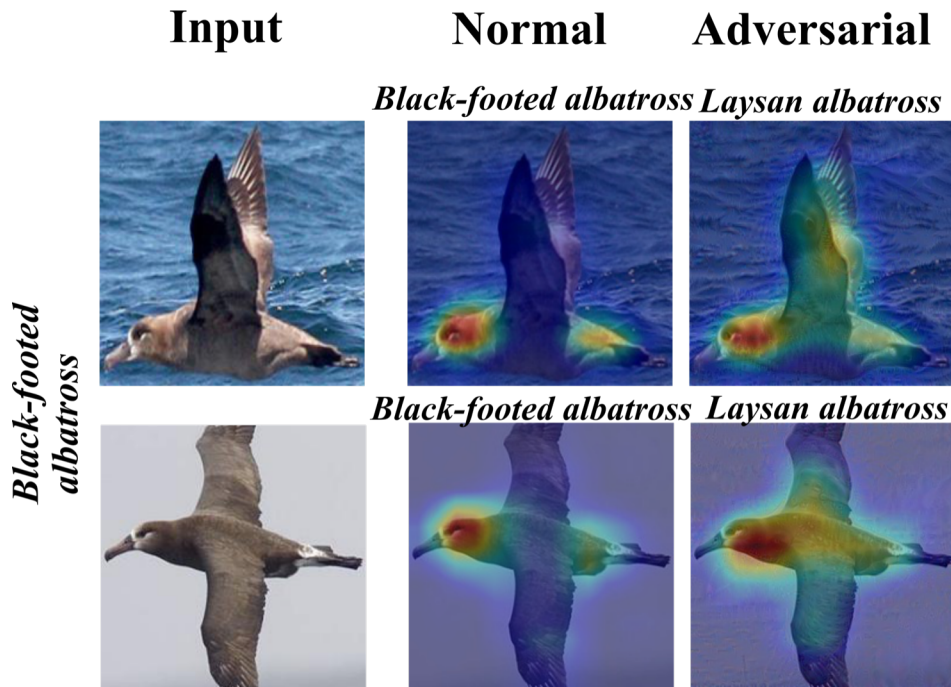 Input
Normal
Adversarial
Black-footed albatross
Laysan albatross
Black-footed
albatross
Black-footed albatross
Laysan albatross